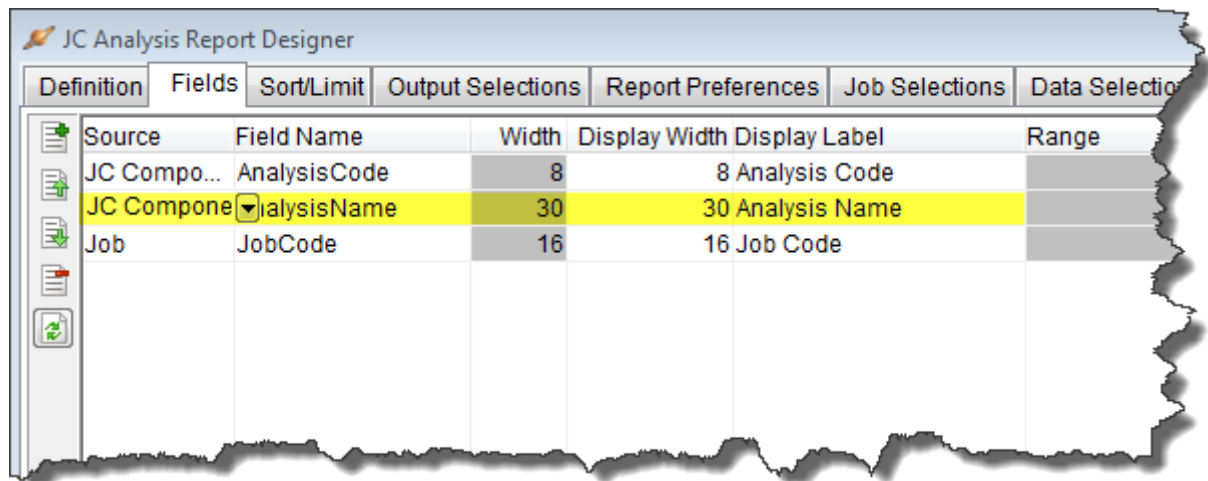 JC Analysis Report Designer
Definition Fields Sort/Limit Output Selections Report Preferences Job Selections Data Selectio
Source Field Name Width Display Width Display Label Range
JC Compo... AnalysisCode 8 8 Analysis Code
JC Compone alysisName 30 30 Analysis Name
Job JobCode 16 16 Job Code